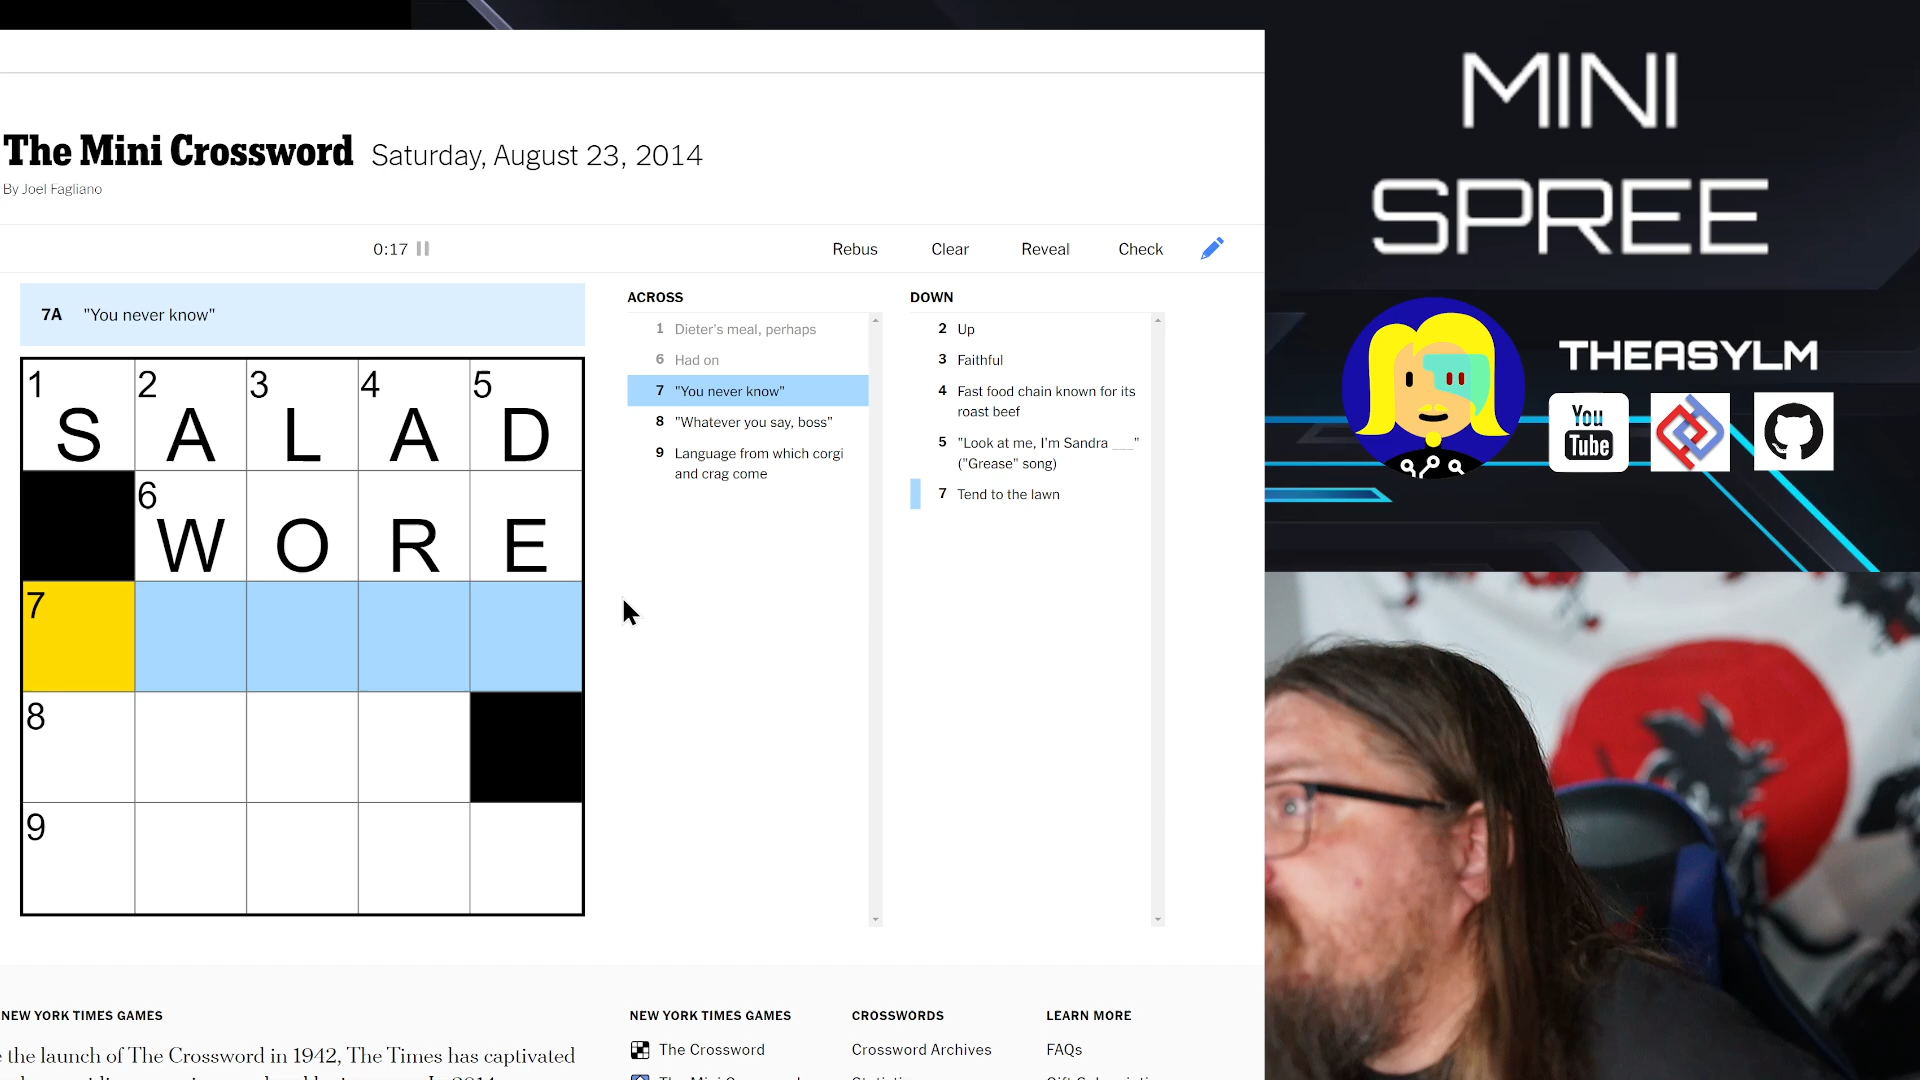 The Mini Crossword Saturday, August 23, 2014
By Joel Fagliano
0:17
Rebus Clear Reveal Check
7A "You never know"
1 2 3 4 5
S A L A D
6
W O R E
7
8
9
ACROSS
1 Dieter's meal, perhaps
6 Had on
7 "You never know"
8 "Whatever you say, boss"
9 Language from which corgi
and crag come
DOWN
2 Up
3 Faithful
4 Fast food chain known for its
roast beef
5 "Look at me, I'm Sandra ___"
("Grease" song)
7 Tend to the lawn
NEW YORK TIMES GAMES
the launch of The Crossword in 1942, The Times has captivated
NEW YORK TIMES GAMES
The Crossword
CROSSWORDS
Crossword Archives
LEARN MORE
FAQs
MINI
SPREE
THEASYLM
You
Tube